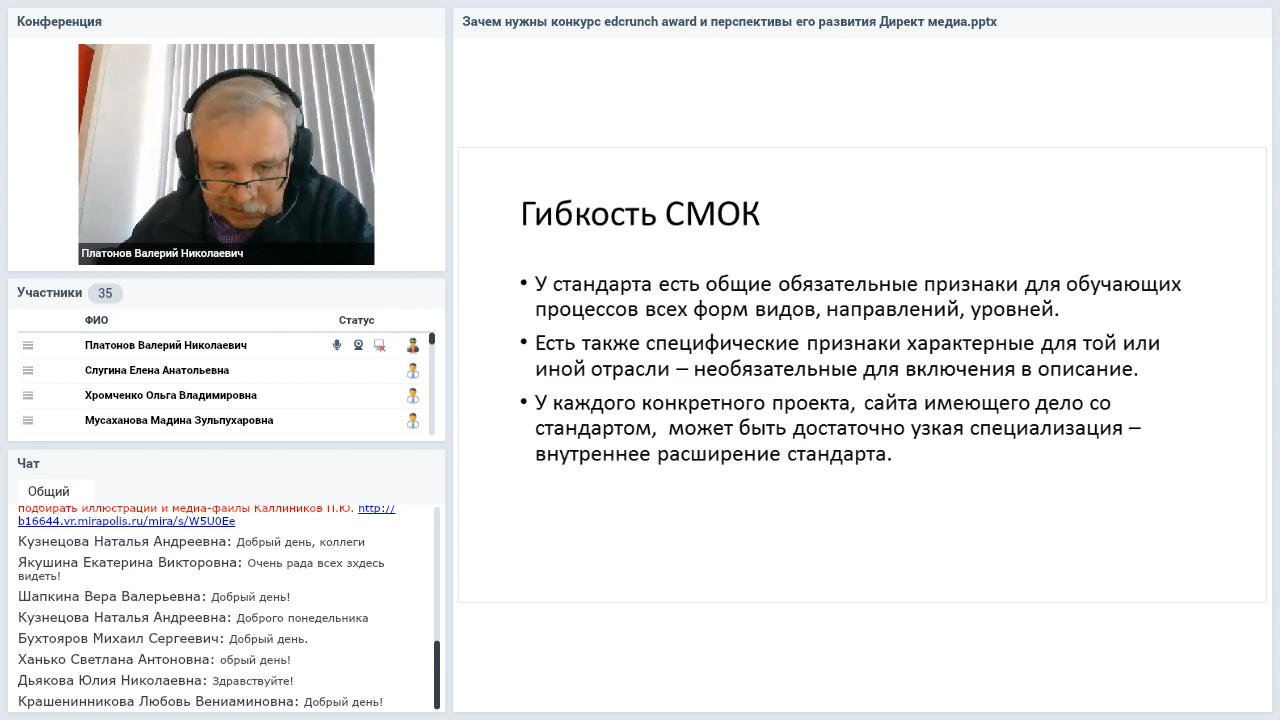 Конференция
Платонов Валерий Николаевич
Участники 35
ФИО Статус
Платонов Валерий Николаевич
Слугина Елена Анатольевна
Хромченко Ольга Владимировна
Мусаханова Мадина Зульпухаровна
Чат
Общий
подбирать иллюстрации и медиа-файлы Каллиников П.Ю. http://
b16644.vr.mirapolis.ru/mira/s/W5U0Ee
Кузнецова Наталья Андреевна: Добрый день, коллеги
Якушина Екатерина Викторовна: Очень рада всех зхдесь
видеть!
Шапкина Вера Валерьевна: Добрый день!
Кузнецова Наталья Андреевна: Доброго понедельника
Бухтояров Михаил Сергеевич: Добрый день.
Ханько Светлана Антоновна: обрый день!
Дьякова Юлия Николаевна: Здравствуйте!
Крашенинникова Любовь Вениаминовна: Добрый день!
Зачем нужны конкурс edcrunch award и перспективы его развития Директ медиа.pptx
Гибкость СМОК
• У стандарта есть общие обязательные признаки для обучающих
процессов всех форм видов, направлений, уровней.
• Есть также специфические признаки характерные для той или
иной отрасли – необязательные для включения в описание.
• У каждого конкретного проекта, сайта имеющего дело со
стандартом, может быть достаточно узкая специализация –
внутреннее расширение стандарта.